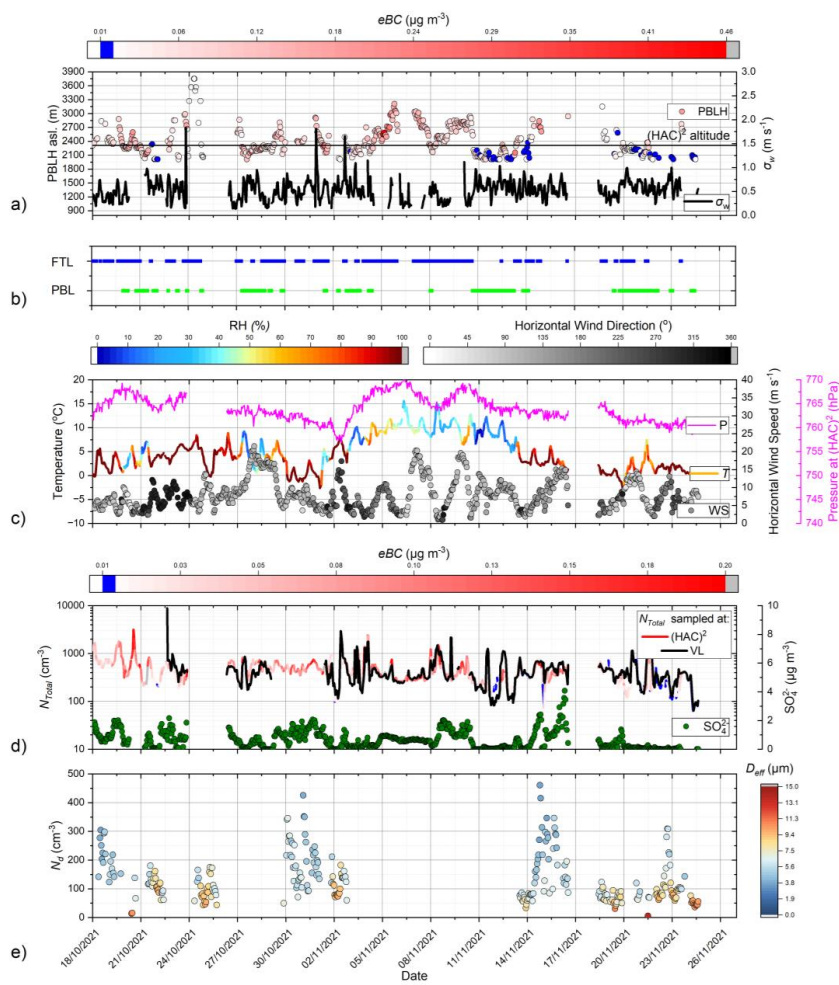 eBC (µg m⁻³)
0.01 0.06 0.12 0.18 0.24 0.29 0.35 0.41 0.46
a)
PBLH asl. (m)
3900
3600
3300
3000
2700
2400
2100
1800
1500
1200
900
PBLH
(HAC)² altitude
σw
3.0
2.5
2.0
1.5
1.0
0.5
0.0
σw (m s⁻¹)
b)
FTL
PBL
RH (%) Horizontal Wind Direction (°)
0 10 20 30 40 50 60 70 80 90 100 0 45 90 135 180 225 270 315 360
c)
Temperature (°C)
20
15
10
5
0
-5
-10
P
T
WS
40
35
30
25
20
15
10
5
0
Horizontal Wind Speed (m s⁻¹)
770
765
760
755
750
745
740
Pressure at (HAC)² (hPa)
eBC (µg m⁻³)
0.01 0.03 0.05 0.08 0.10 0.13 0.15 0.18 0.20
d)
NTotal (cm⁻³)
10000
1000
100
10
NTotal sampled at:
(HAC)²
VL
SO₄²⁻
10
8
6
4
2
0
SO₄²⁻ (µg m⁻³)
e)
Nd (cm⁻³)
500
400
300
200
100
0
Deff (µm)
15.0
13.1
11.3
9.4
7.5
5.6
3.8
1.9
0.0
18/10/2021 21/10/2021 24/10/2021 27/10/2021 30/10/2021 02/11/2021 05/11/2021 08/11/2021 11/11/2021 14/11/2021 17/11/2021 20/11/2021 23/11/2021 26/11/2021
Date